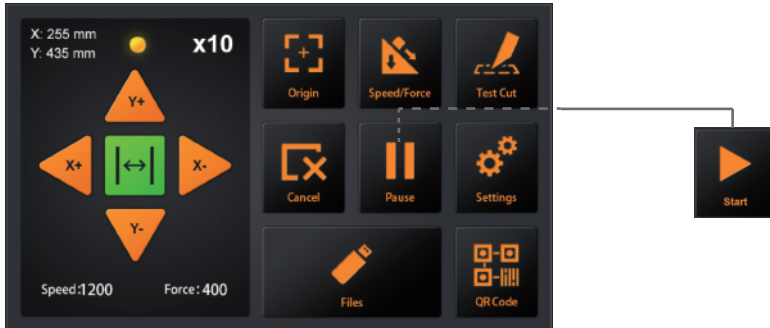 X: 255 mm
Y: 435 mm
x10
Y+
X+
X-
Y-
Speed:1200
Force:400
Origin
Speed/Force
Test Cut
Cancel
Pause
Settings
Files
QR Code
Start